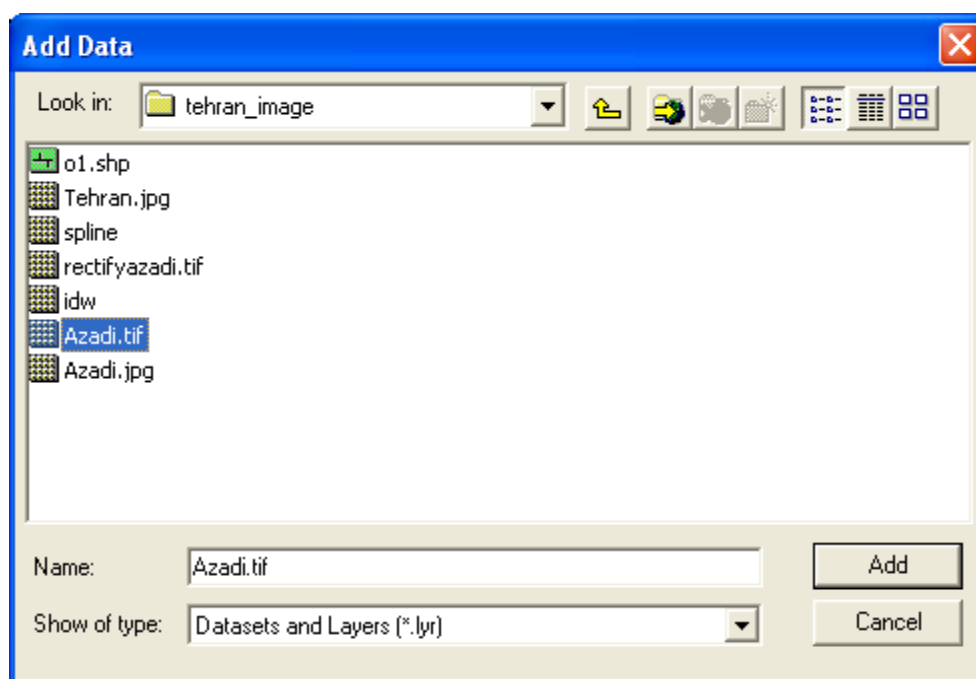 Add Data
Look in: tehran_image
o1.shp
Tehran.jpg
spline
rectifyazadi.tif
idw
Azadi.tif
Azadi.jpg
Name: Azadi.tif Add
Show of type: Datasets and Layers (*.lyr) Cancel